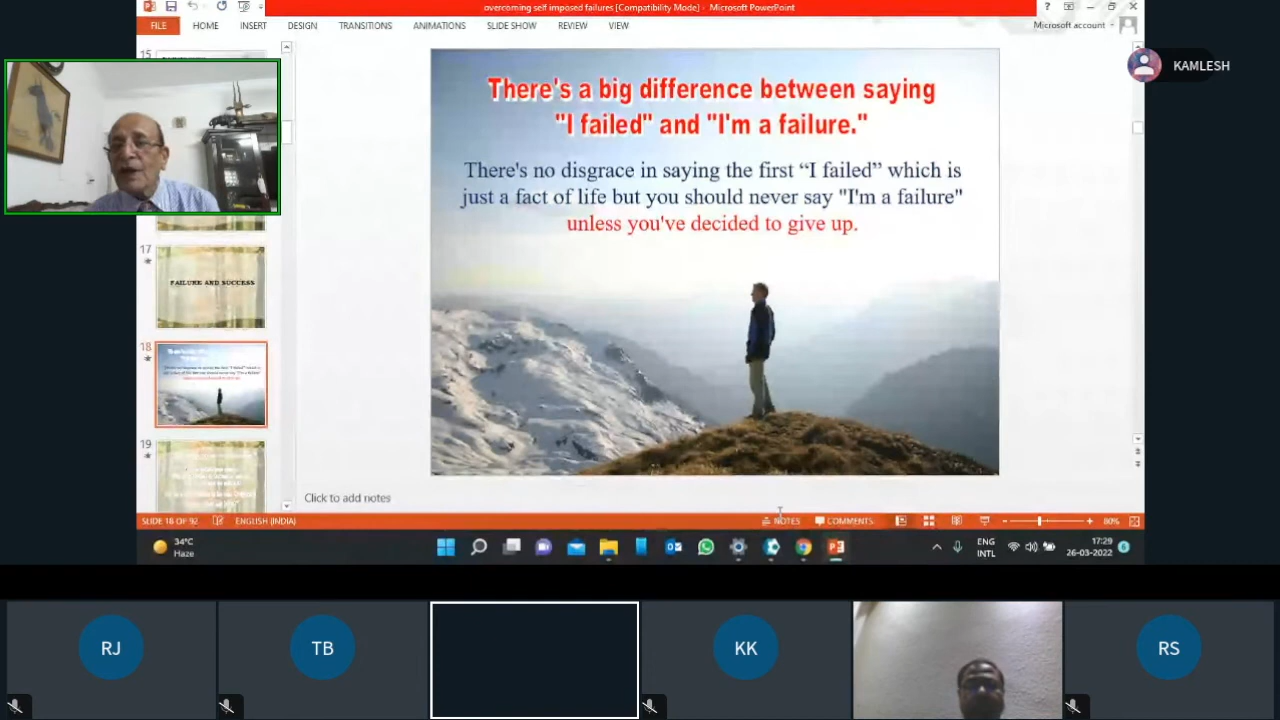 overcoming self imposed failures [Compatibility Mode] - Microsoft PowerPoint
?
FILE
HOME
INSERT
DESIGN
TRANSITIONS
ANIMATIONS
SLIDE SHOW
REVIEW
VIEW
Microsoft account
KAMLESH
15
17
FAILURE AND SUCCESS
18
19
There's a big difference between saying
"I failed" and "I'm a failure."
There's no disgrace in saying the first “I failed” which is
just a fact of life but you should never say "I'm a failure"
unless you've decided to give up.
Click to add notes
SLIDE 18 OF 92
ENGLISH (INDIA)
NOTES
COMMENTS
80%
34°C
Haze
ENG
INTL
17:29
26-03-2022
6
RJ
TB
KK
RS